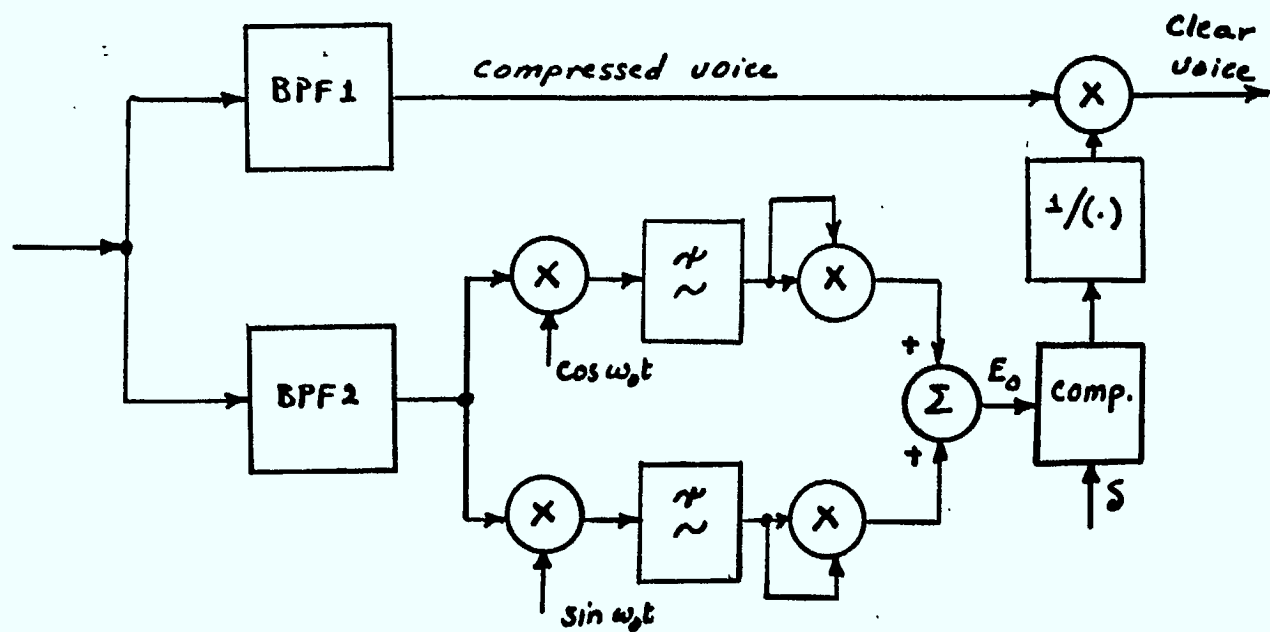 Clear
voice
BPF1
compressed voice
×
1/(.)
×
×
cos ω₀t
BPF2
+
Σ
E₀
comp.
+
×
×
δ
sin ω₀t